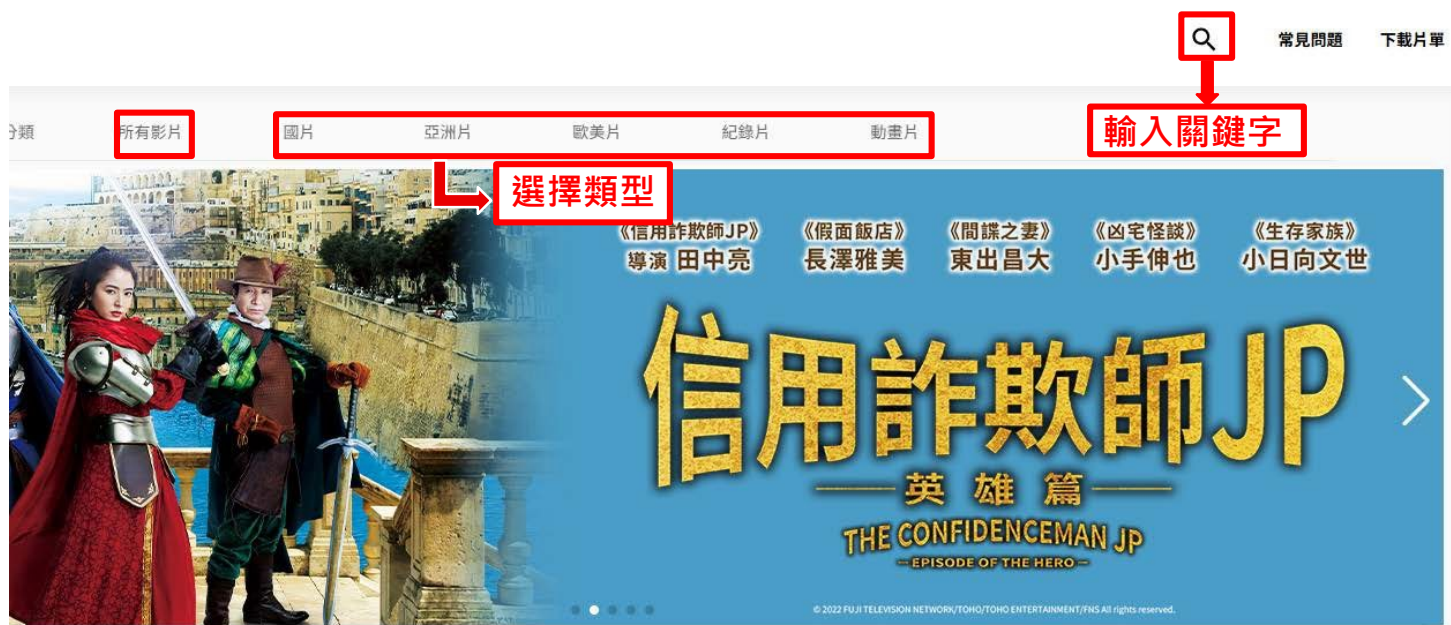 常見問題 下載片單
分類 所有影片 國片 亞洲片 歐美片 紀錄片 動畫片
輸入關鍵字
選擇類型
《信用詐欺師JP》 《假面飯店》 《間諜之妻》 《凶宅怪談》 《生存家族》
導演 田中亮 長澤雅美 東出昌大 小手伸也 小日向文世
信用詐欺師JP
英雄篇
THE CONFIDENCEMAN JP
–EPISODE OF THE HERO–
© 2022 FUJI TELEVISION NETWORK/TOHO/TOHO ENTERTAINMENT/FNS All rights reserved.